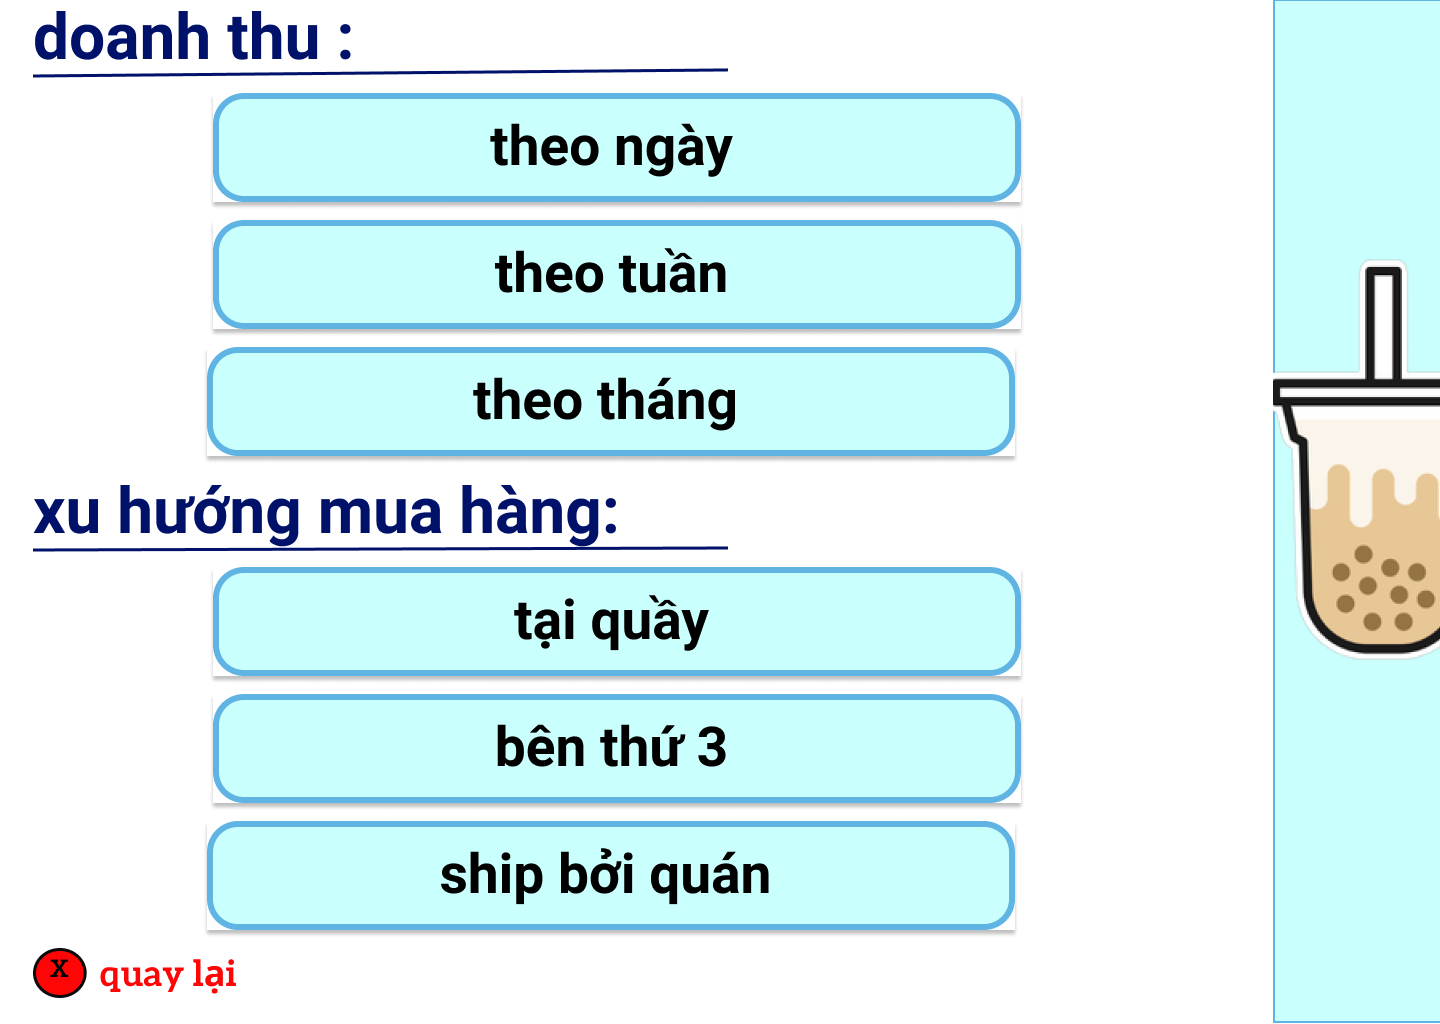 doanh thu :
theo ngày
theo tuần
theo tháng
xu hướng mua hàng:
tại quầy
bên thứ 3
ship bởi quán
X quay lại